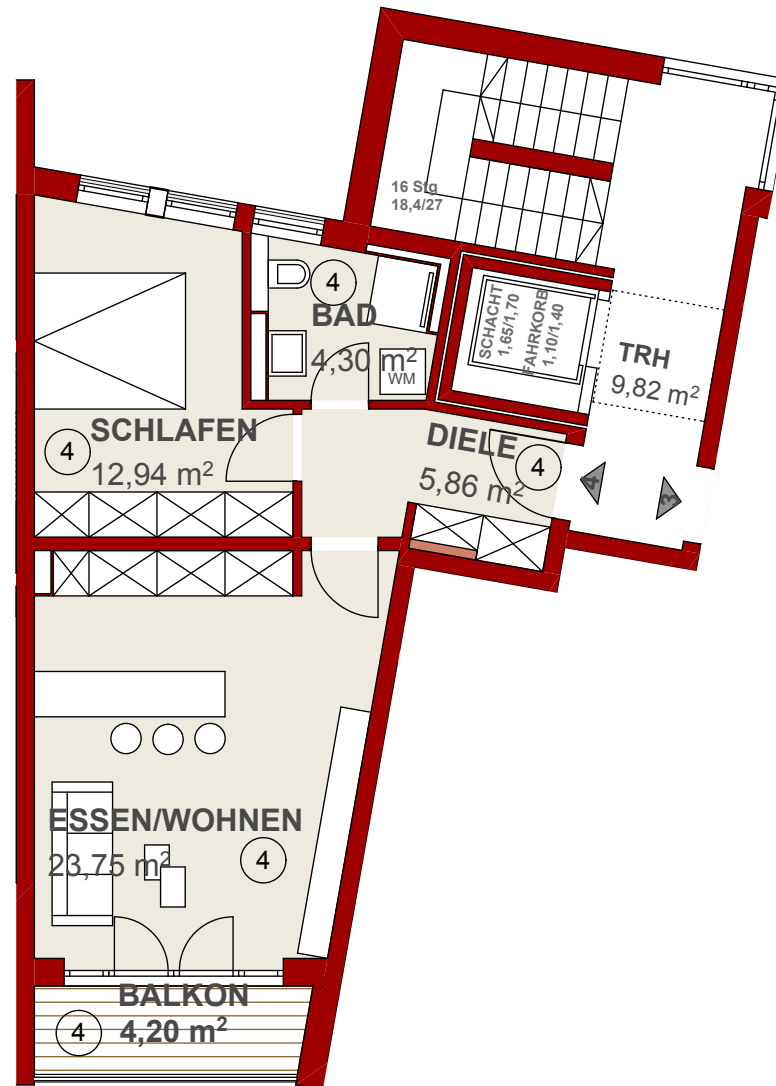 16 Stg
18,4/27
SCHACHT
1,65/1,70
FAHRKORB
1,10/1,40
TRH
9,82 m²
4
BAD
4,30 m²
WM
4
SCHLAFEN
12,94 m²
DIELE
4
5,86 m²
4
3
ESSEN/WOHNEN
23,75 m²
4
BALKON
4
4,20 m²